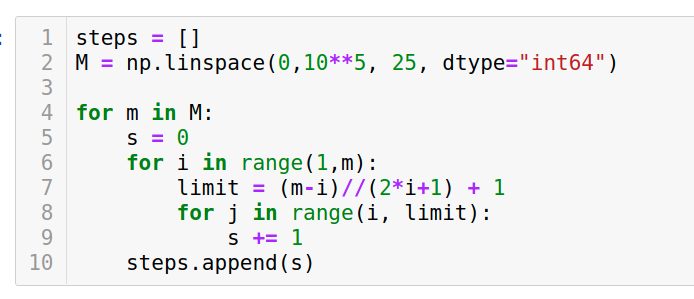 1 steps = []
2 M = np.linspace(0,10**5, 25, dtype="int64")
3
4 for m in M:
5     s = 0
6     for i in range(1,m):
7         limit = (m-i)//(2*i+1) + 1
8         for j in range(i, limit):
9             s += 1
10     steps.append(s)